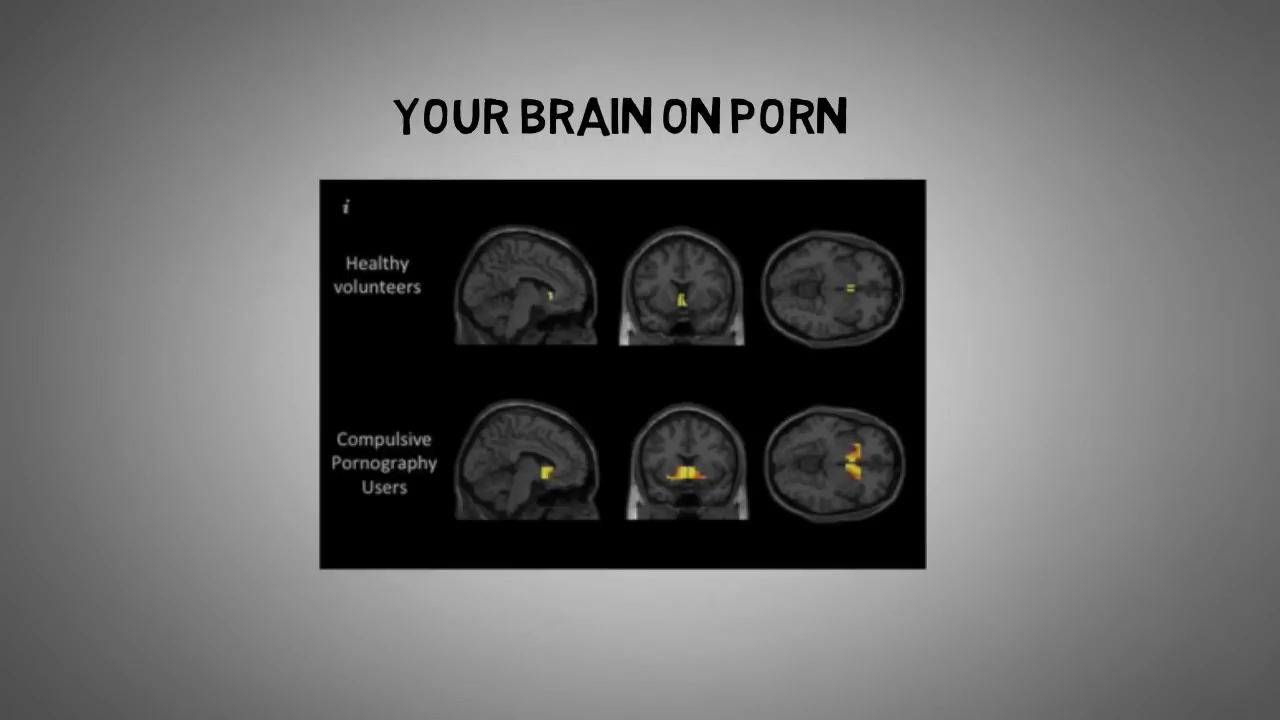 YOUR BRAIN ON PORN
i
Healthy
volunteers
Compulsive
Pornography
Users